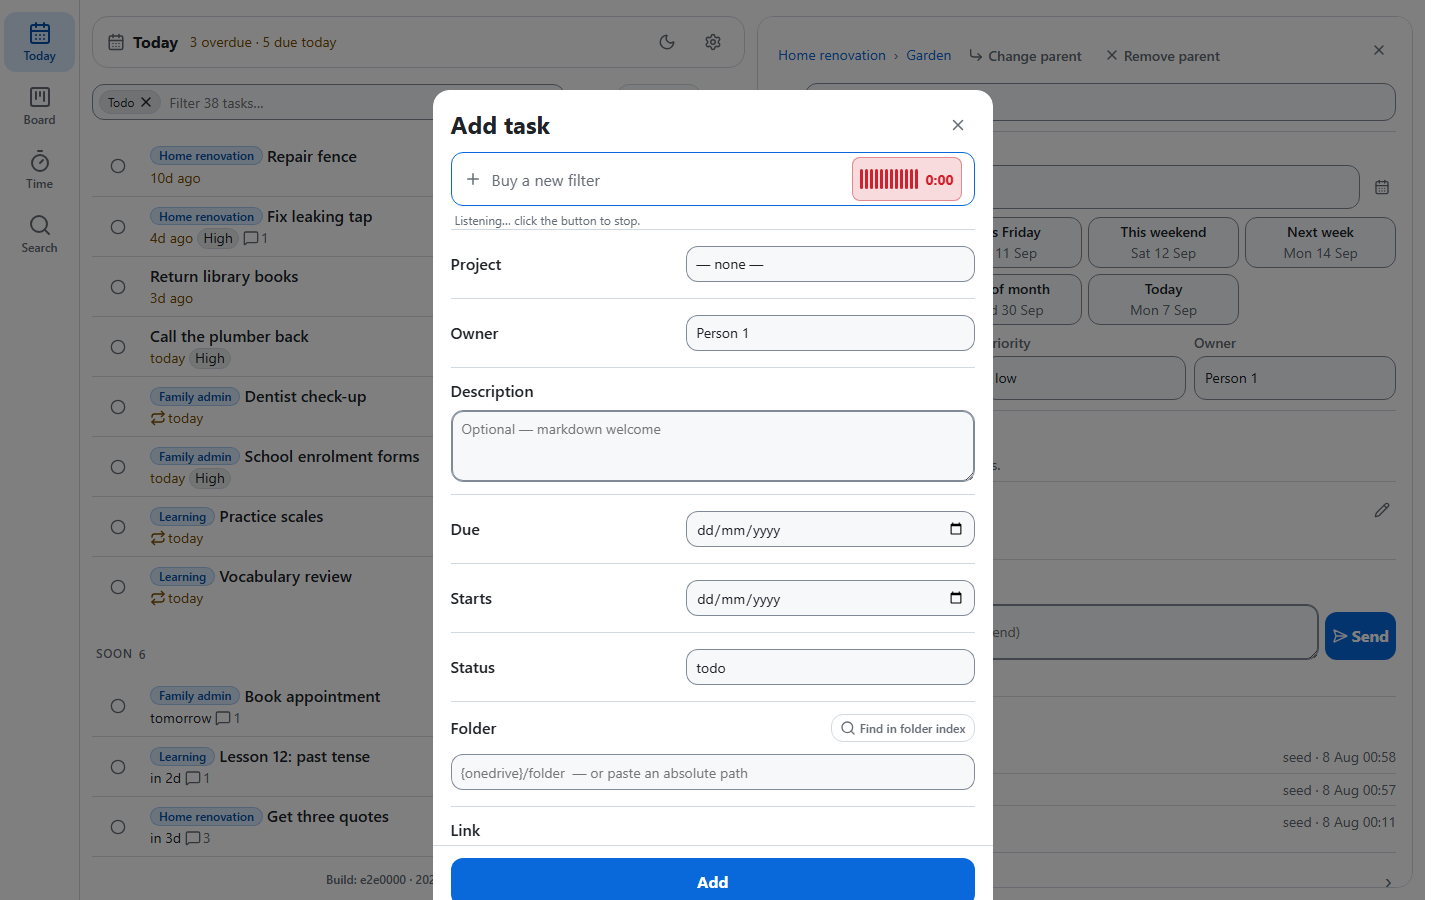 Today
Board
Time
Search
Today 3 overdue · 5 due today
Todo
Filter 38 tasks...
Home renovation Repair fence
10d ago
Home renovation Fix leaking tap
4d ago High 1
Return library books
3d ago
Call the plumber back
today High
Family admin Dentist check-up
today
Family admin School enrolment forms
today High
Learning Practice scales
today
Learning Vocabulary review
today
SOON 6
Family admin Book appointment
tomorrow 1
Learning Lesson 12: past tense
in 2d 1
Home renovation Get three quotes
in 3d 3
Build: e2e0000 · 202
Add task
Buy a new filter 0:00
Listening... click the button to stop.
Project
— none —
Owner
Person 1
Description
Optional — markdown welcome
Due
dd/mm/yyyy
Starts
dd/mm/yyyy
Status
todo
Folder
Find in folder index
{onedrive}/folder — or paste an absolute path
Link
Add
Home renovation › Garden Change parent Remove parent
s Friday
11 Sep
This weekend
Sat 12 Sep
Next week
Mon 14 Sep
of month
30 Sep
Today
Mon 7 Sep
riority
low
Owner
Person 1
s.
end)
Send
seed · 8 Aug 00:58
seed · 8 Aug 00:57
seed · 8 Aug 00:11